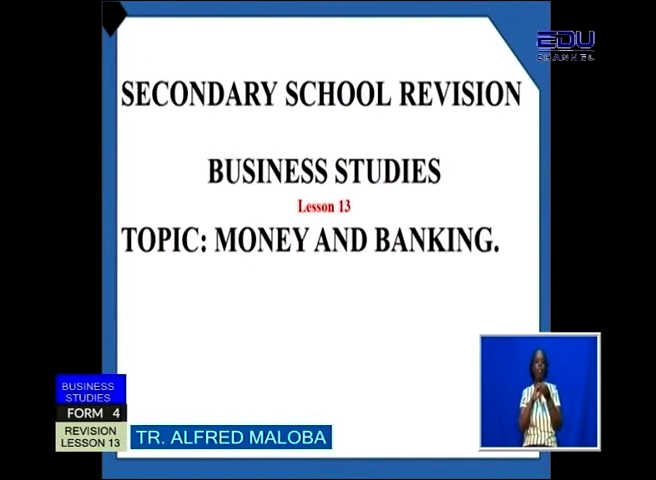 EDU
CHANNEL
SECONDARY SCHOOL REVISION
BUSINESS STUDIES
Lesson 13
TOPIC: MONEY AND BANKING.
BUSINESS
STUDIES
FORM 4
REVISION
LESSON 13
TR. ALFRED MALOBA